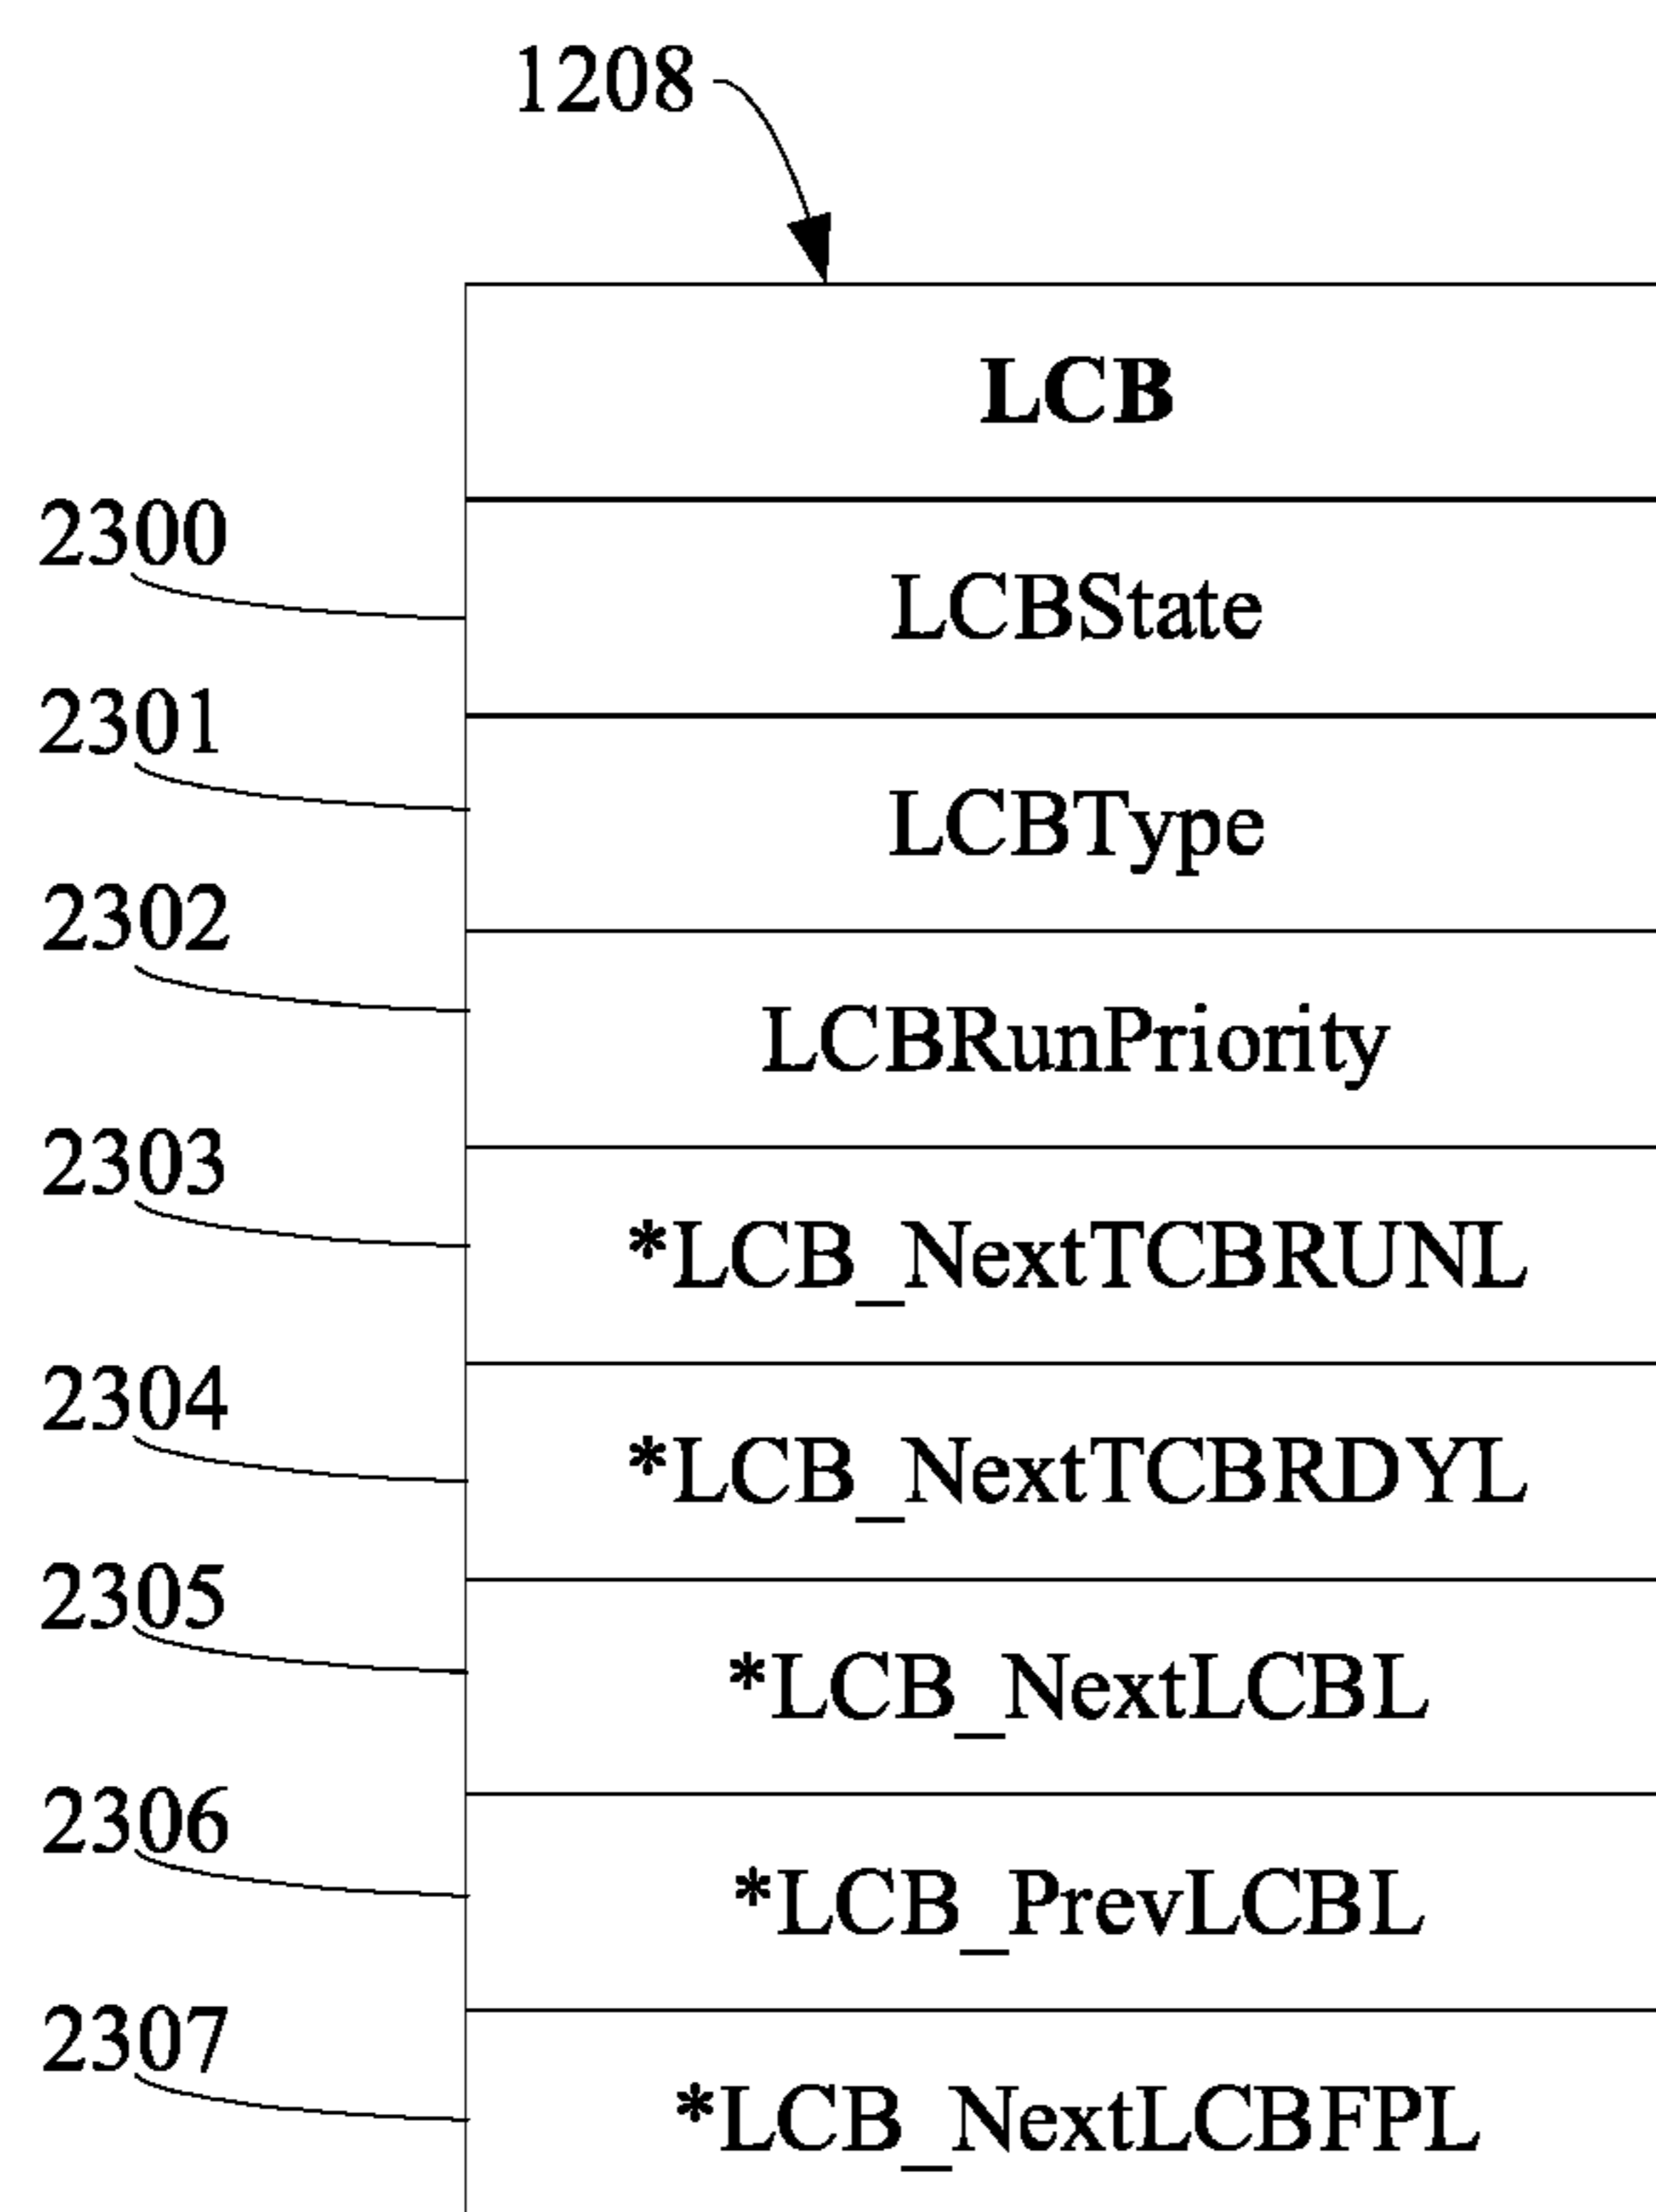 1208
LCB
2300
LCBState
2301
LCBType
2302
LCBRunPriority
2303
*LCB_NextTCBRUNL
2304
*LCB_NextTCBRDYL
2305
*LCB_NextLCBL
2306
*LCB_PrevLCBL
2307
*LCB_NextLCBFPL